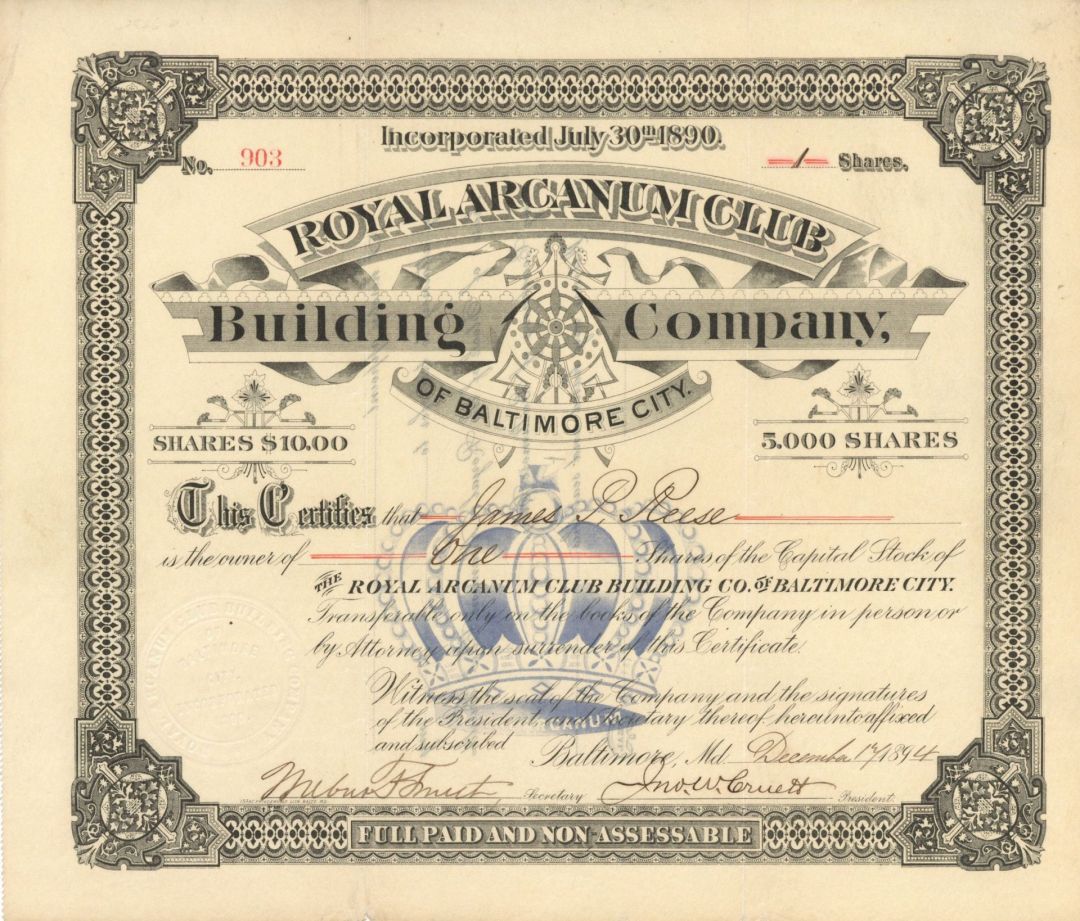 Incorporated July 30th 1890.
No. 903
1 Shares.
ROYAL ARCANUM CLUB
Building Company,
OF BALTIMORE CITY.
SHARES $10.00
5.000 SHARES
This Certifies that James P. Reese
is the owner of One Shares of the Capital Stock of
THE ROYAL ARCANUM CLUB BUILDING CO. OF BALTIMORE CITY.
Transferable only on the books of the Company in person or
by Attorney upon surrender of this Certificate.
Witness the seal of the Company and the signatures
of the President and Secretary thereof, hereunto affixed
and subscribed
ARCANUM
Baltimore, Md. December 1894
Secretary Jno. W. Cruett President
FULL PAID AND NON-ASSESSABLE